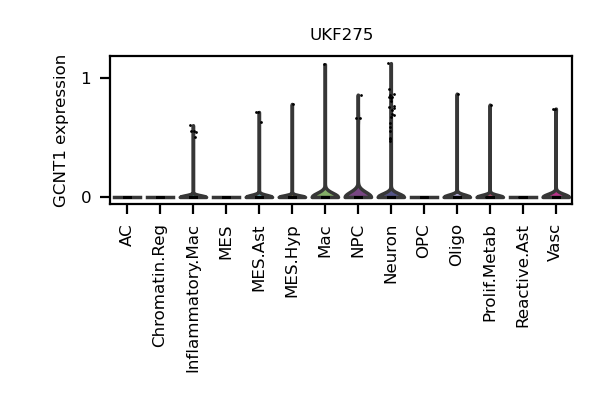 UKF275
GCNT1 expression
1
0
AC
Chromatin.Reg
Inflammatory.Mac
MES
MES.Ast
MES.Hyp
Mac
NPC
Neuron
OPC
Oligo
Prolif.Metab
Reactive.Ast
Vasc